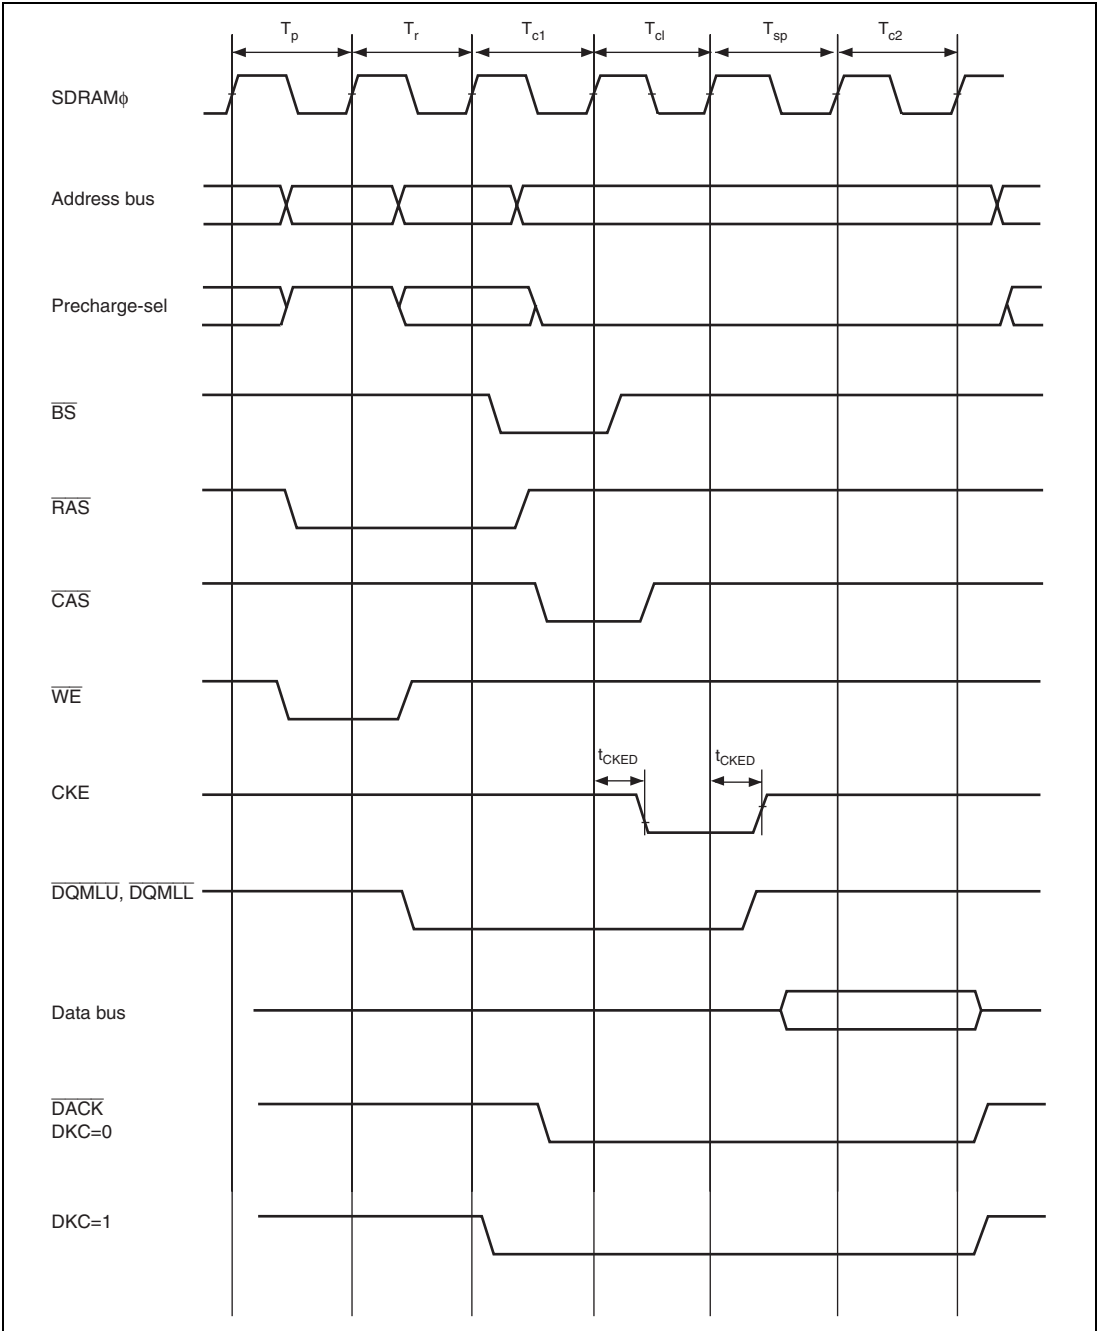 Tp Tr Tc1 Tcl Tsp Tc2
SDRAMϕ
Address bus
Precharge-sel
BS
RAS
CAS
WE
tCKED tCKED
CKE
DQMLU, DQMLL
Data bus
DACK
DKC=0
DKC=1